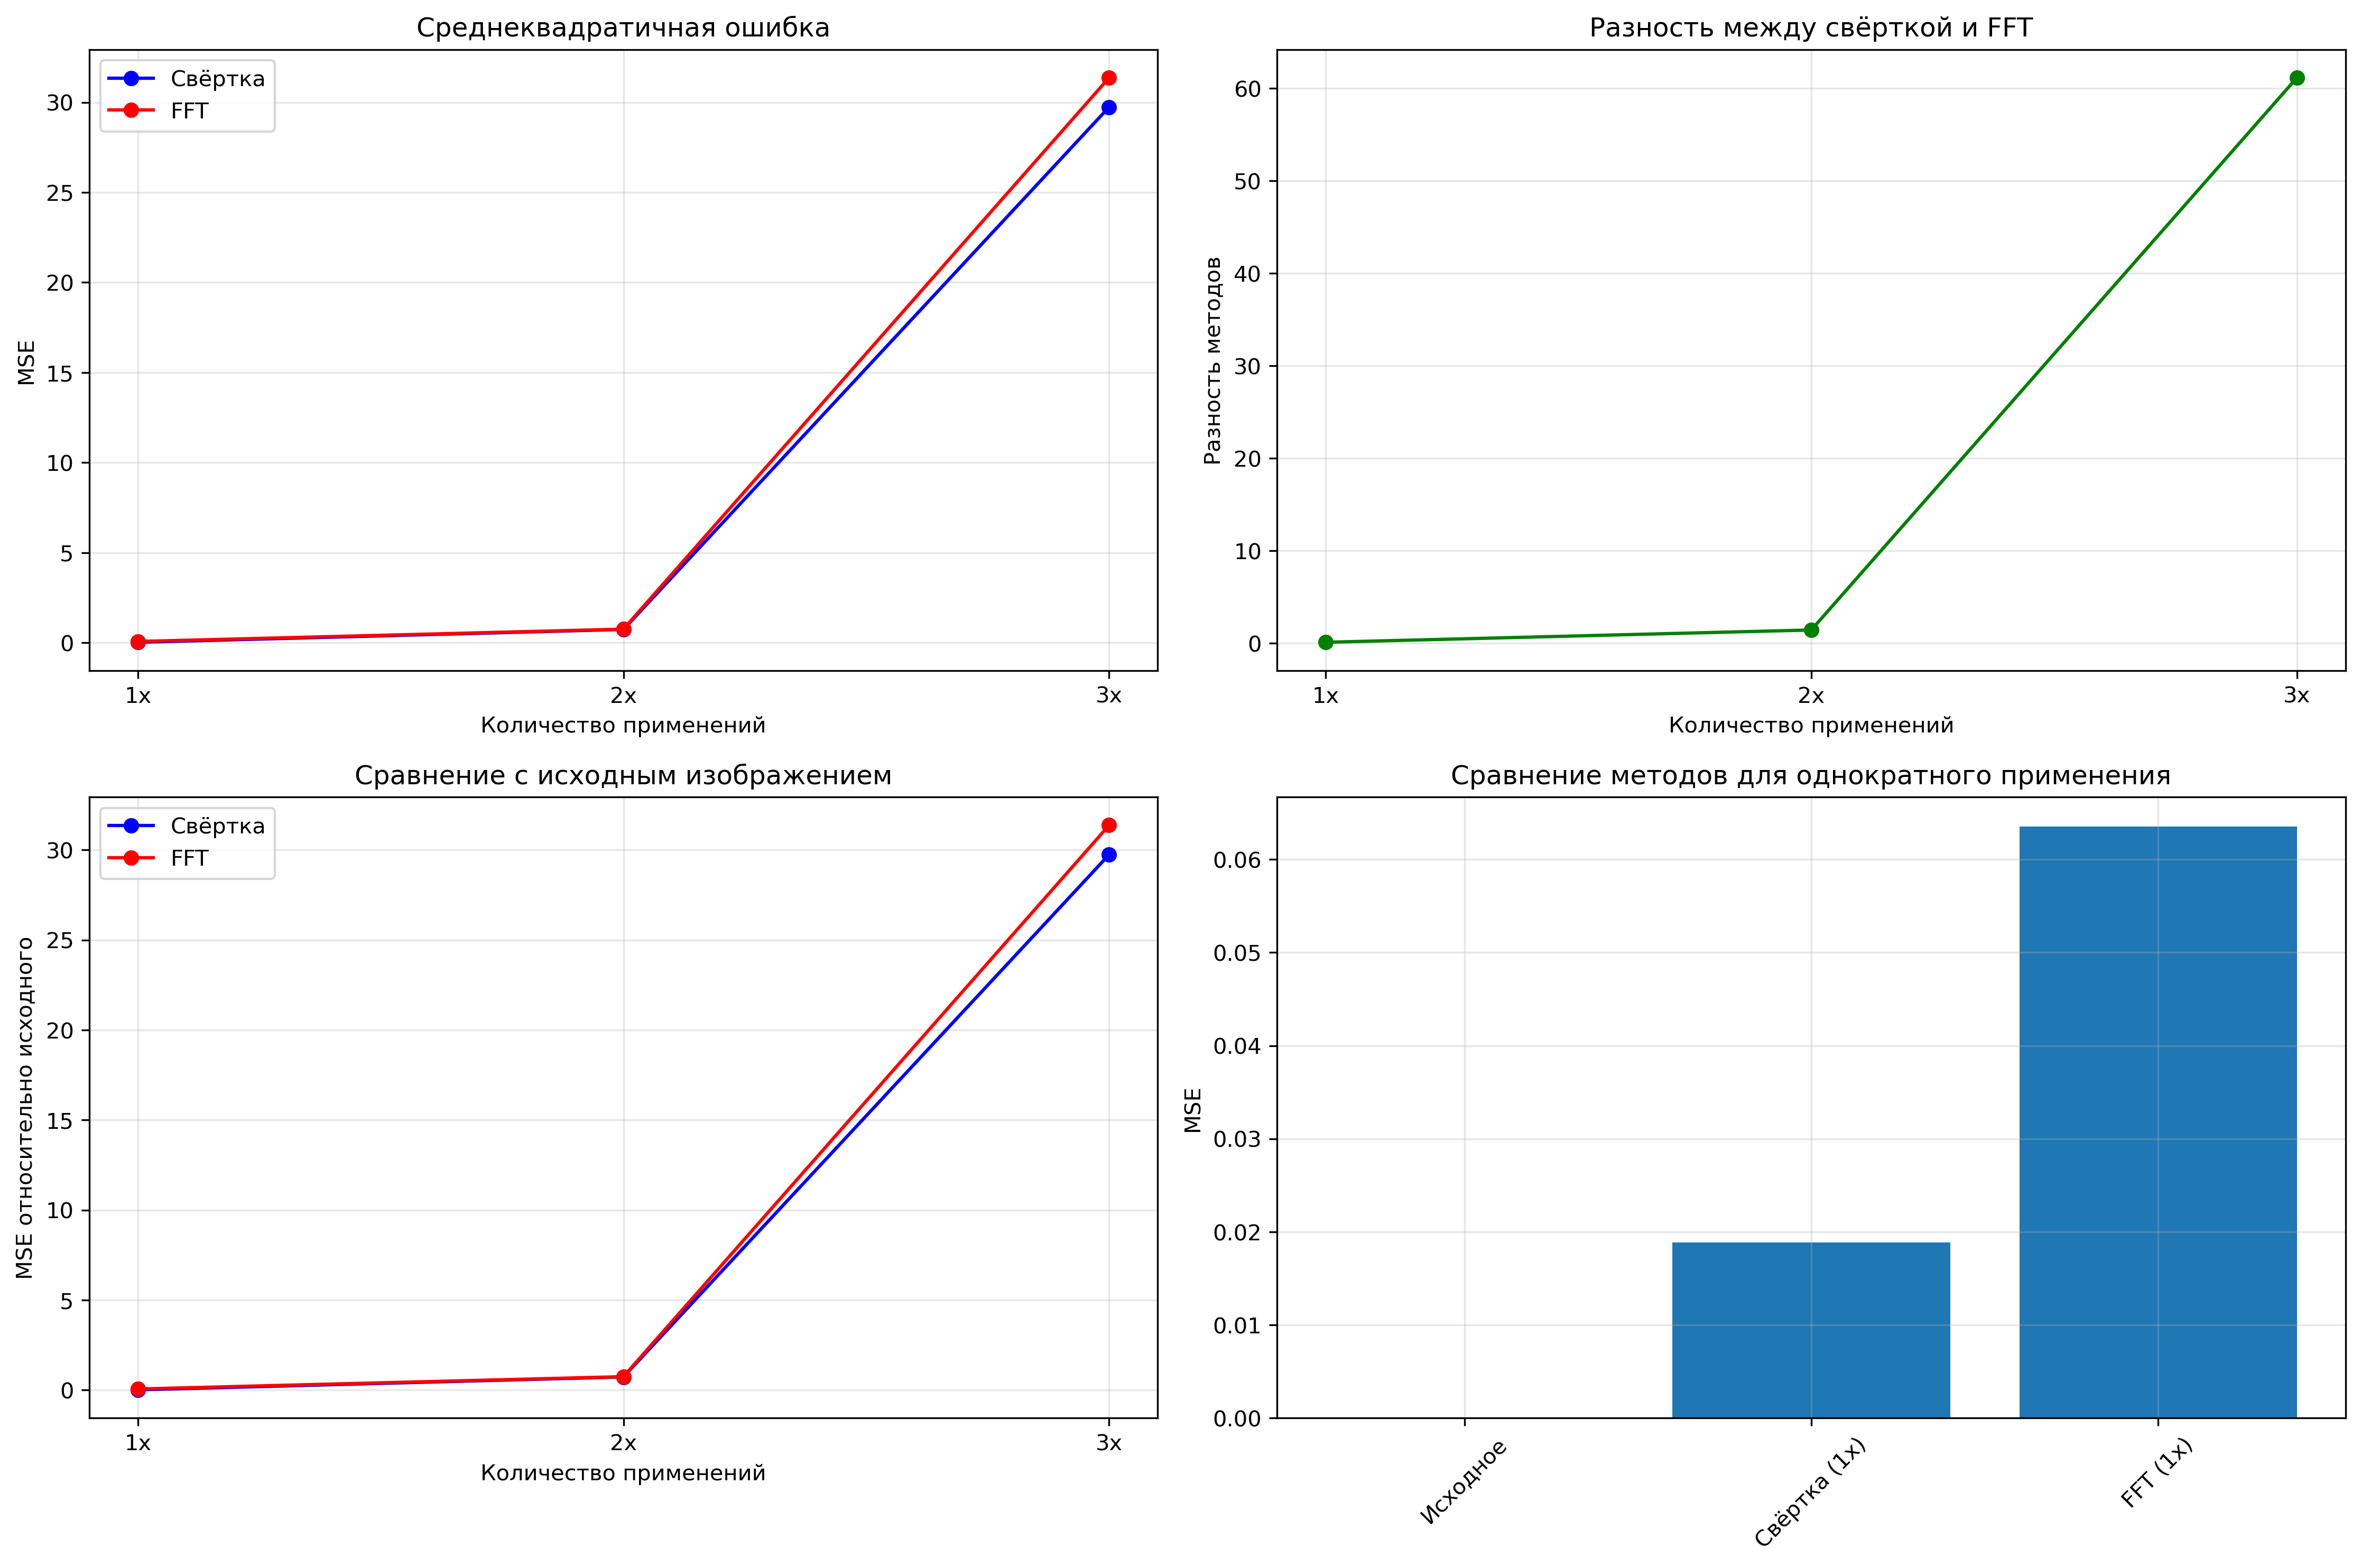 Среднеквадратичная ошибка
Свёртка
FFT
30
25
20
15
10
5
0
MSE
1x
2x
3x
Количество применений
Разность между свёрткой и FFT
60
50
40
30
20
10
0
Разность методов
1x
2x
3x
Количество применений
Сравнение с исходным изображением
Свёртка
FFT
30
25
20
15
10
5
0
MSE относительно исходного
1x
2x
3x
Количество применений
Сравнение методов для однократного применения
0.06
0.05
0.04
0.03
0.02
0.01
0.00
MSE
Исходное
Свёртка (1x)
FFT (1x)